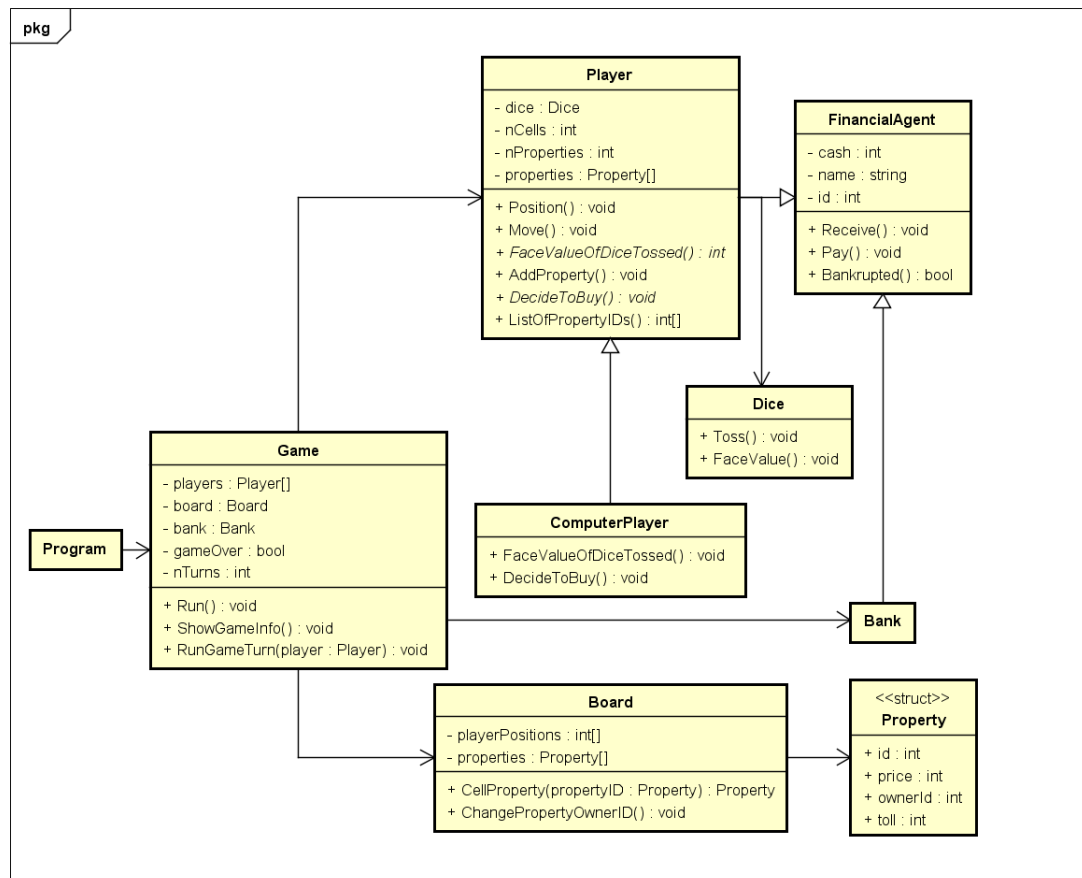 pkg
Player
- dice : Dice
- nCells : int
- nProperties : int
- properties : Property[]
+ Position() : void
+ Move() : void
+ FaceValueOfDiceTossed() : int
+ AddProperty() : void
+ DecideToBuy() : void
+ ListOfPropertyIDs() : int[]
FinancialAgent
- cash : int
- name : string
- id : int
+ Receive() : void
+ Pay() : void
+ Bankrupted() : bool
Dice
+ Toss() : void
+ FaceValue() : void
Game
- players : Player[]
- board : Board
- bank : Bank
- gameOver : bool
- nTurns : int
+ Run() : void
+ ShowGameInfo() : void
+ RunGameTurn(player : Player) : void
Program
ComputerPlayer
+ FaceValueOfDiceTossed() : void
+ DecideToBuy() : void
Bank
Board
- playerPositions : int[]
- properties : Property[]
+ CellProperty(propertyID : Property) : Property
+ ChangePropertyOwnerID() : void
<<struct>>
Property
+ id : int
+ price : int
+ ownerId : int
+ toll : int